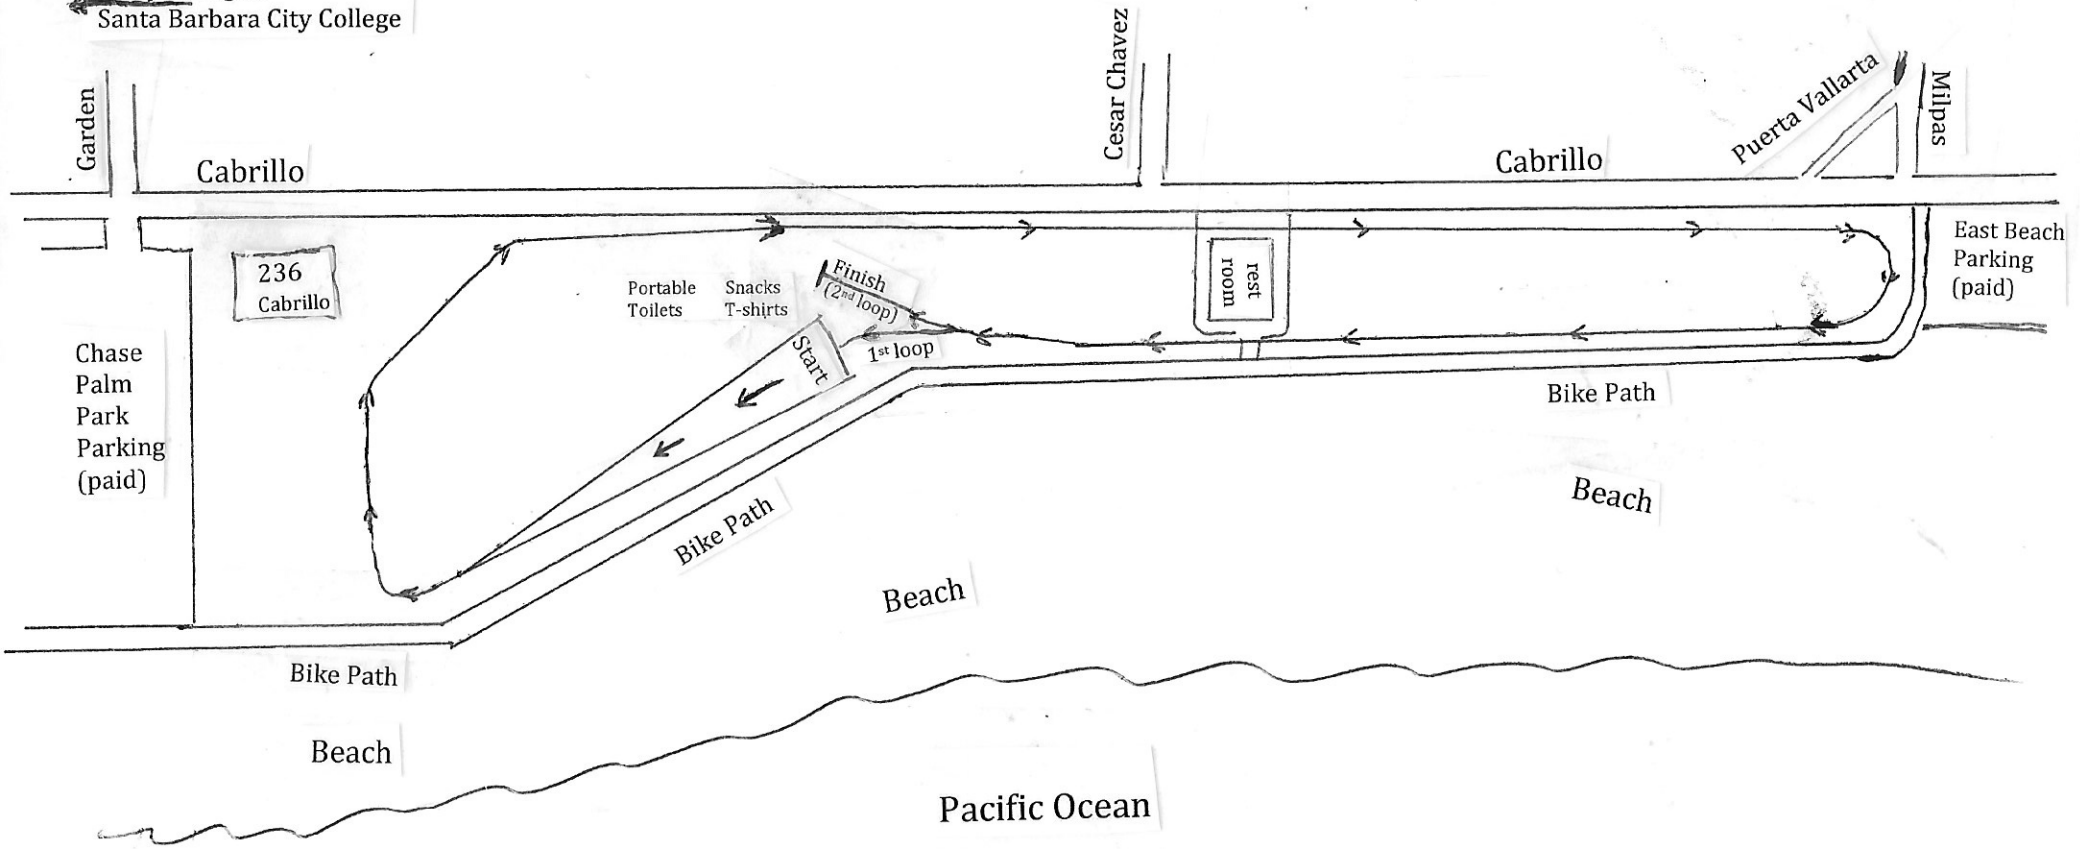 Santa Barbara City College
Garden
Cabrillo
Cesar Chavez
Cabrillo
Puerta Vallarta
Milpas
236
Cabrillo
Portable
Toilets
Snacks
T-shirts
Finish
(2nd loop)
Start
1st loop
rest
room
East Beach
Parking
(paid)
Chase
Palm
Park
Parking
(paid)
Bike Path
Bike Path
Beach
Beach
Bike Path
Beach
Pacific Ocean